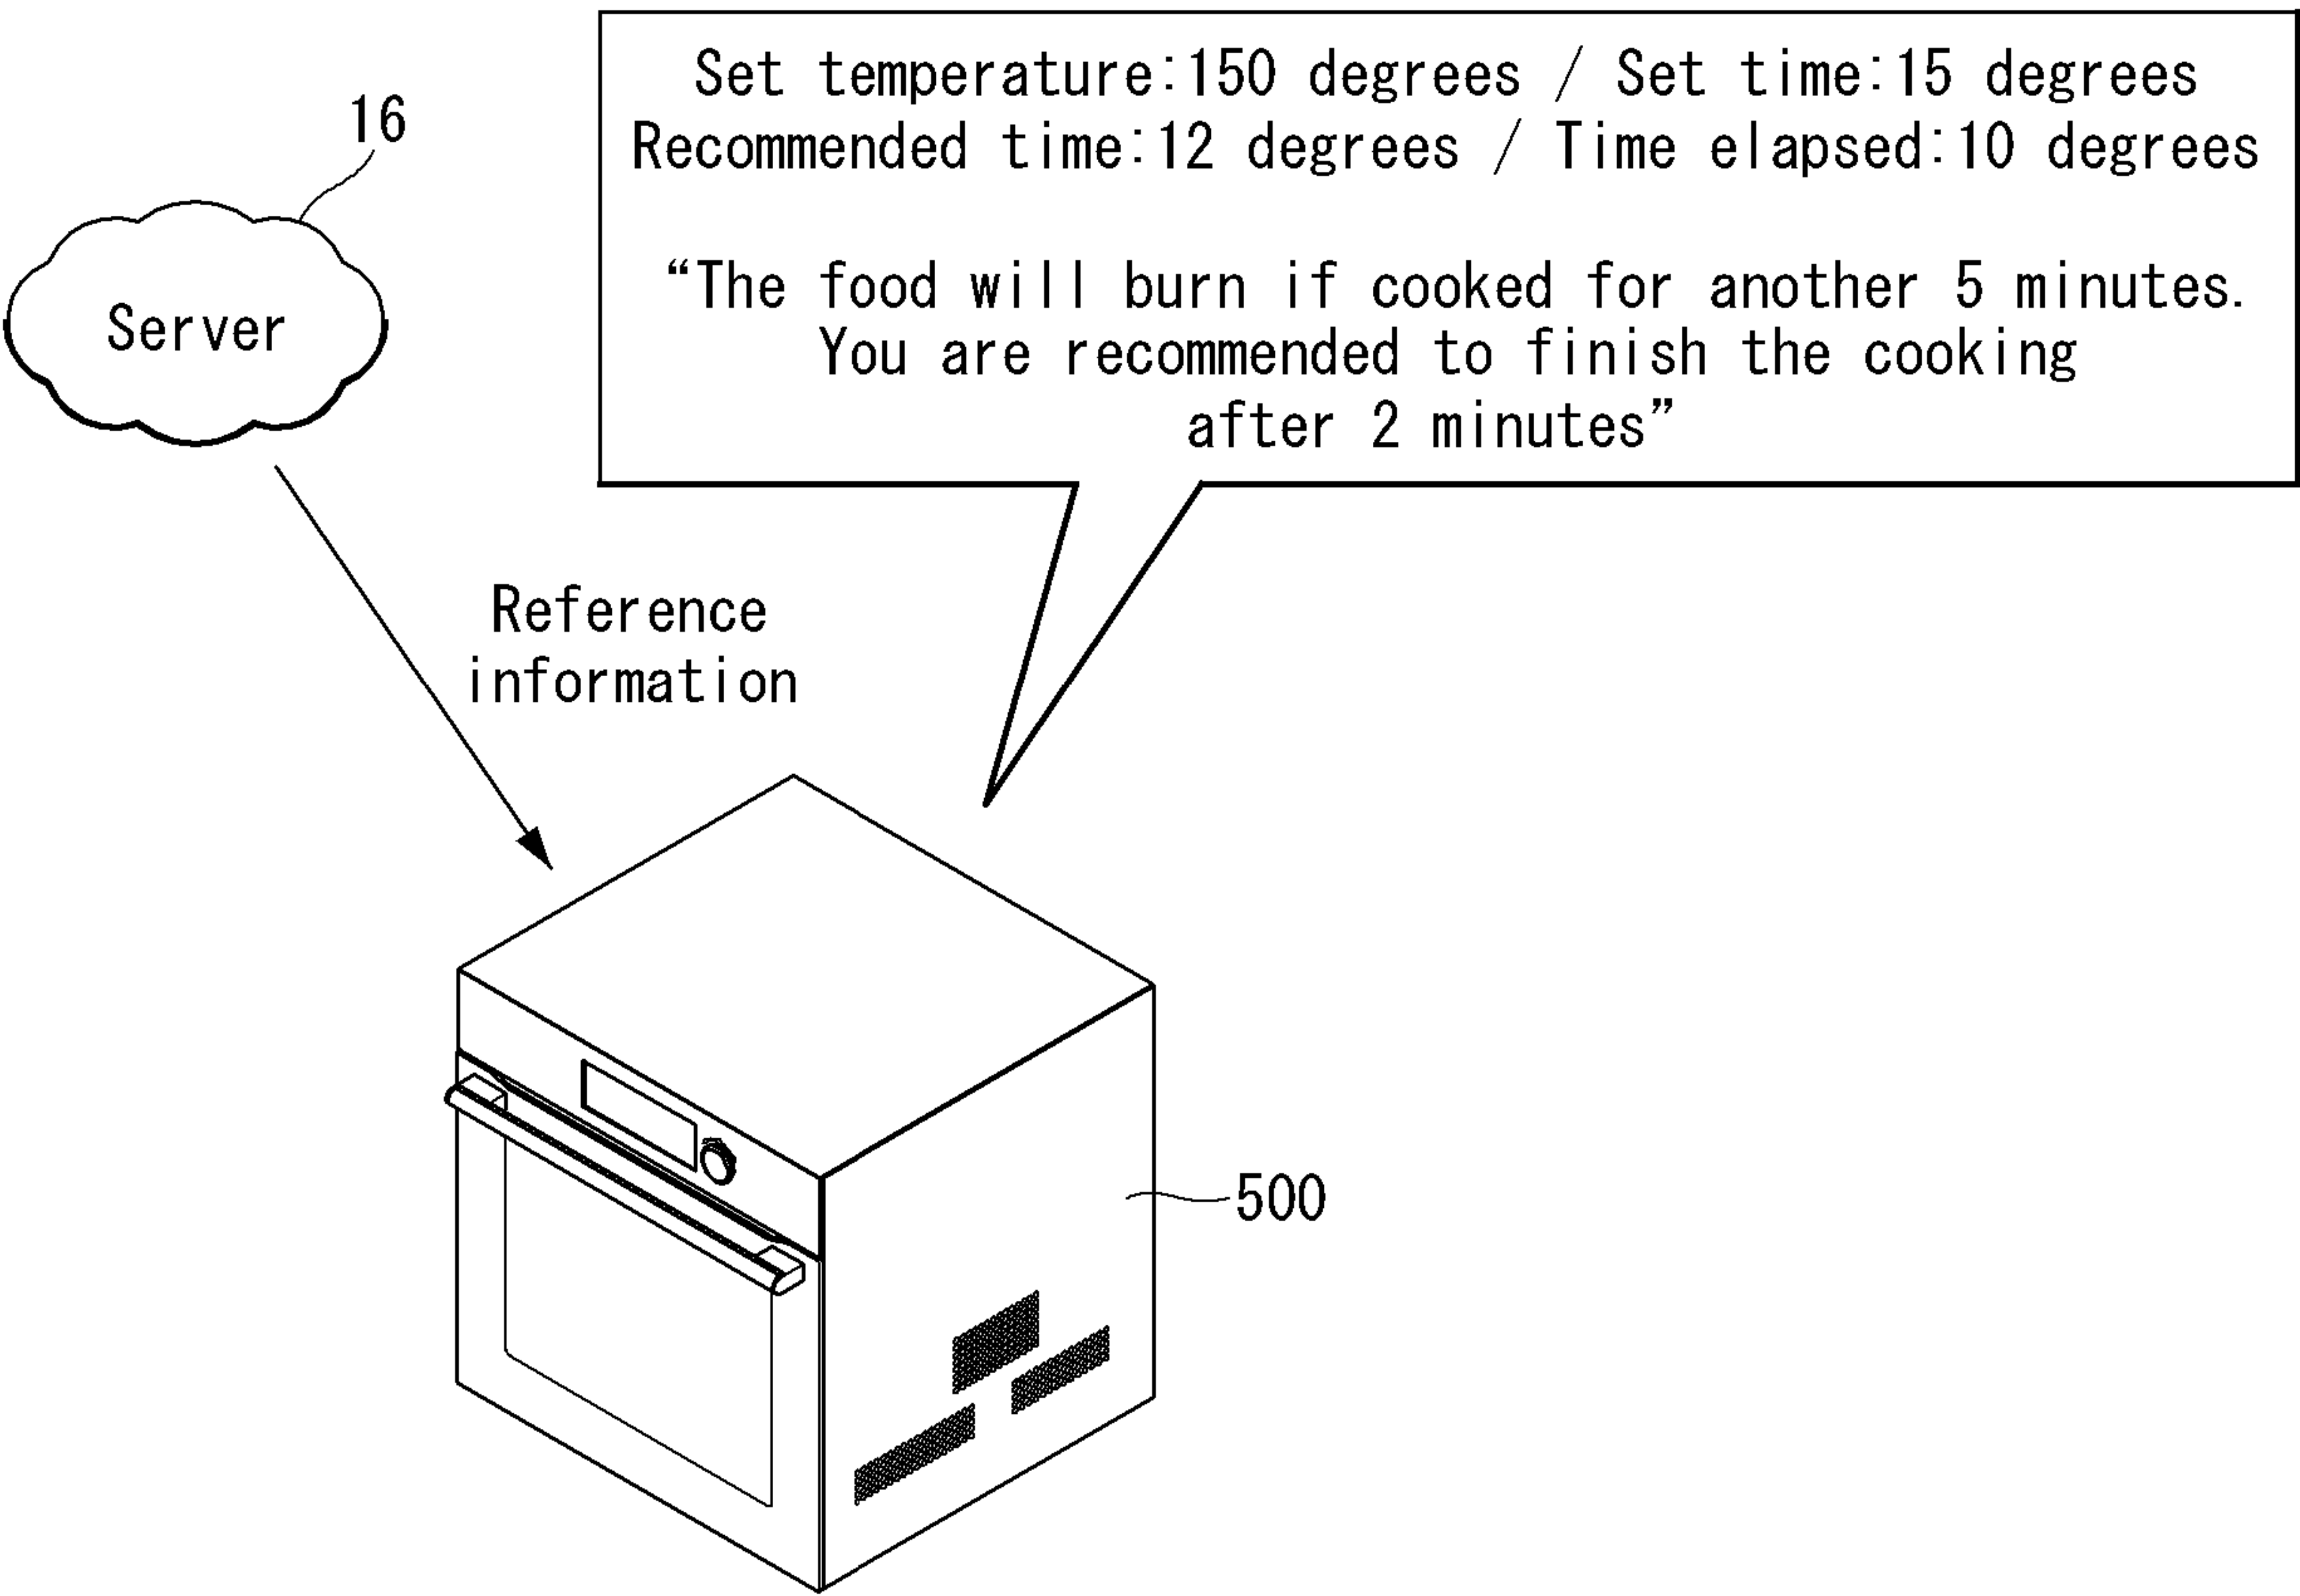 Set temperature:150 degrees / Set time:15 degrees
Recommended time:12 degrees / Time elapsed:10 degrees
“The food will burn if cooked for another 5 minutes.
You are recommended to finish the cooking
after 2 minutes”
16
Server
Reference
information
500